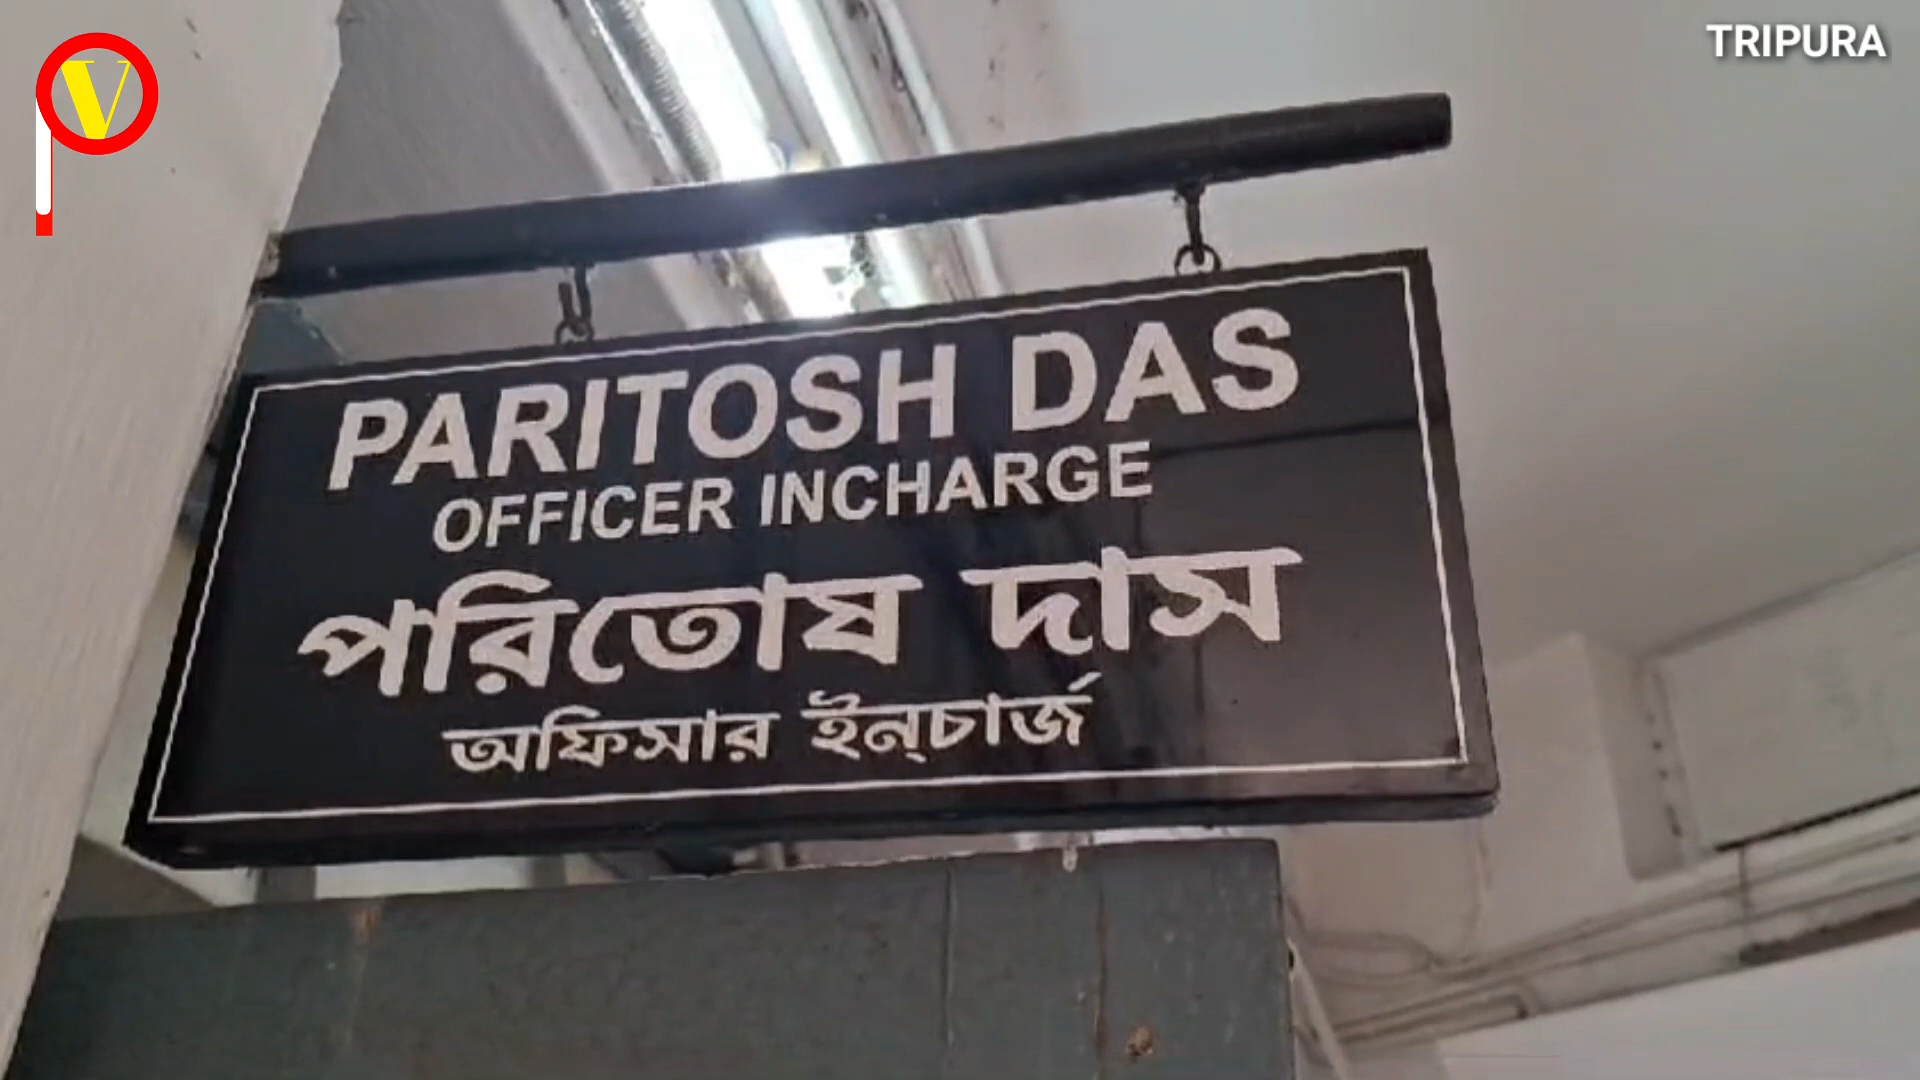 V
TRIPURA
PARITOSH DAS
OFFICER INCHARGE
পরিতোষ দাস
অফিসার ইন্‌চার্জ